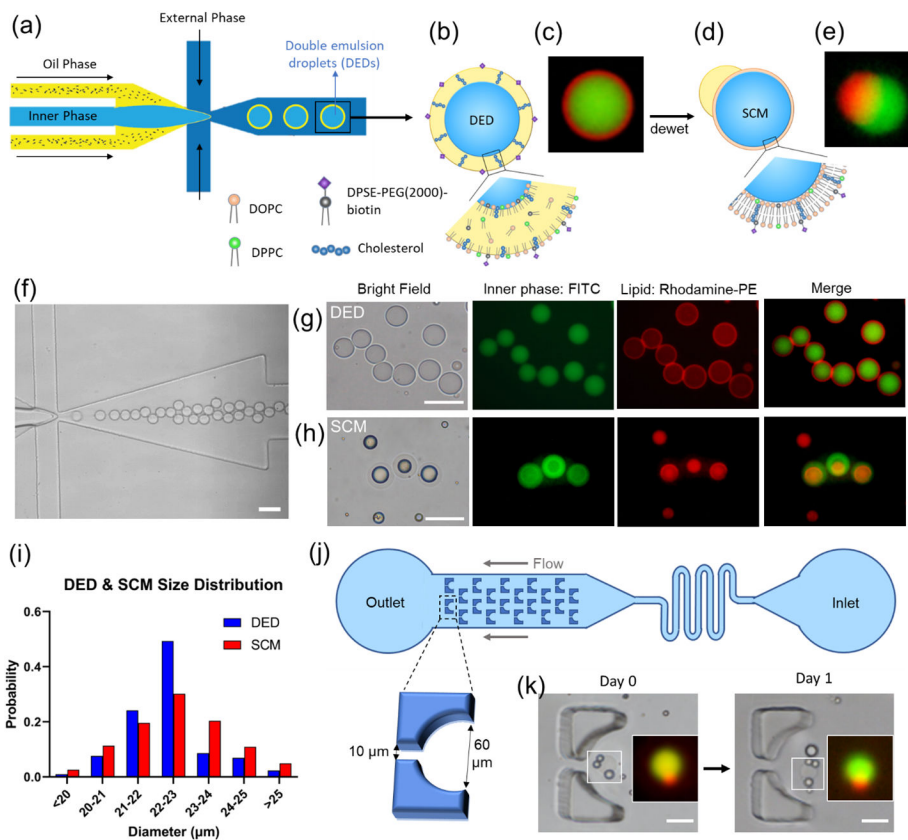 (a)
External Phase
Oil Phase
Inner Phase
Double emulsion
droplets (DEDs)
DOPC
DPPC
DPSE-PEG(2000)-
biotin
Cholesterol
(b)
DED
(c)
dewet
(d)
SCM
(e)
(f)
Bright Field
Inner phase: FITC
Lipid: Rhodamine-PE
Merge
(g)
DED
(h)
SCM
(i)
DED & SCM Size Distribution
DED
SCM
Probability
0.6
0.4
0.2
0.0
<20
20-21
21-22
22-23
23-24
24-25
>25
Diameter (μm)
(j)
Flow
Outlet
Inlet
10 μm
60
μm
(k)
Day 0
Day 1